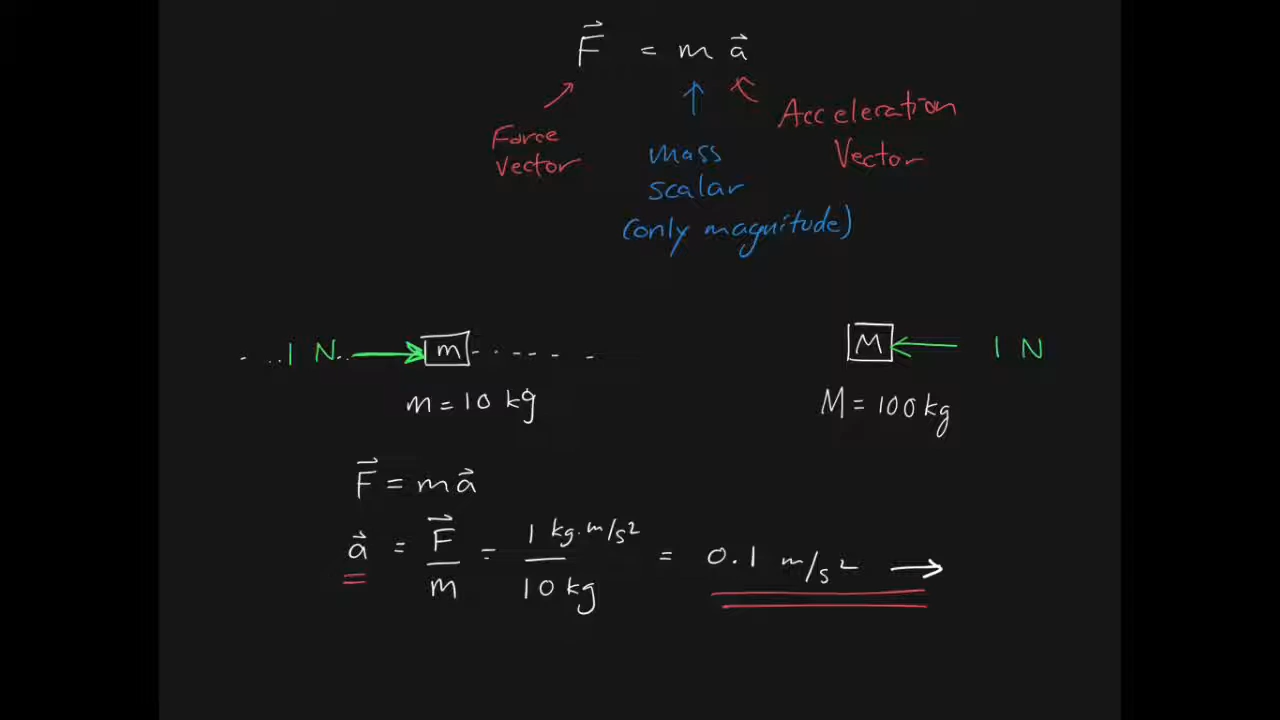 F⃗ = m a⃗
Force
Vector
mass
scalar
(only magnitude)
Acceleration
Vector
1 N
m
m = 10 kg
M
1 N
M = 100 kg
F⃗ = m a⃗
a⃗ = F⃗/m = 1 kg·m/s²/10 kg = 0.1 m/s² →